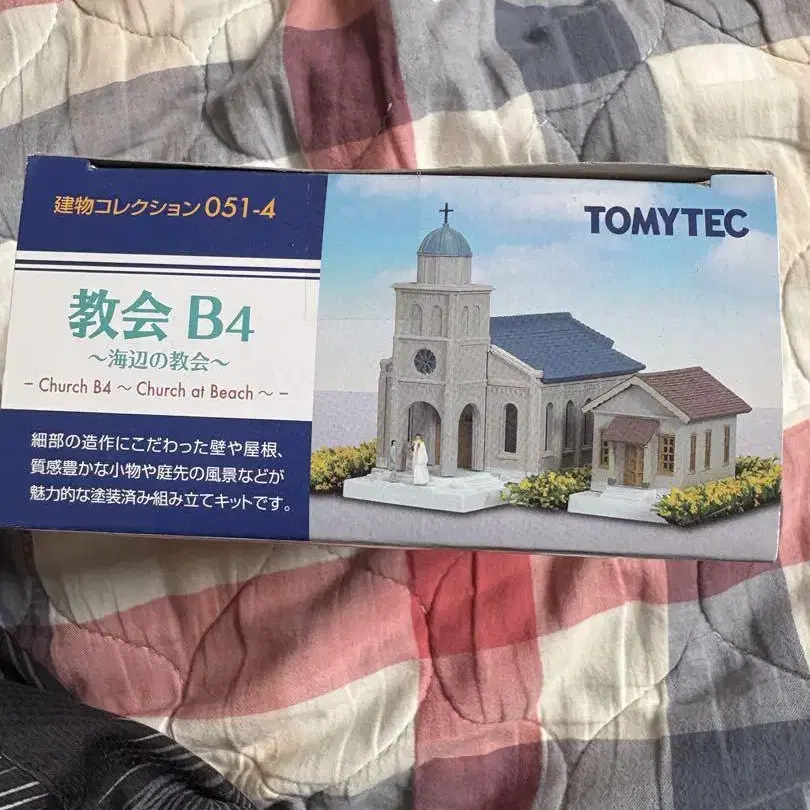 建物コレクション 051-4
TOMYTEC
教会 B4
～海辺の教会～
– Church B4 ～ Church at Beach ～ –
細部の造作にこだわった壁や屋根、
質感豊かな小物や庭先の風景などが
魅力的な塗装済み組み立てキットです。